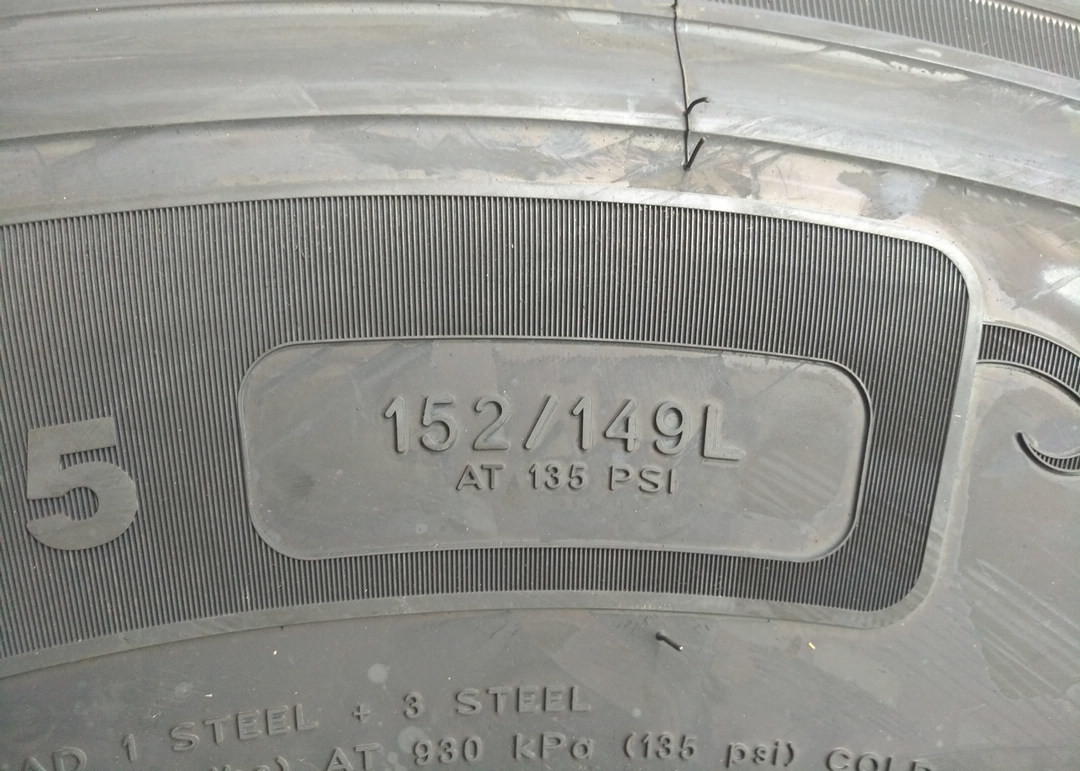 5
152/149L
AT 135 PSI
1 STEEL + 3 STEEL
AT 930 kPa (135 psi) COLD